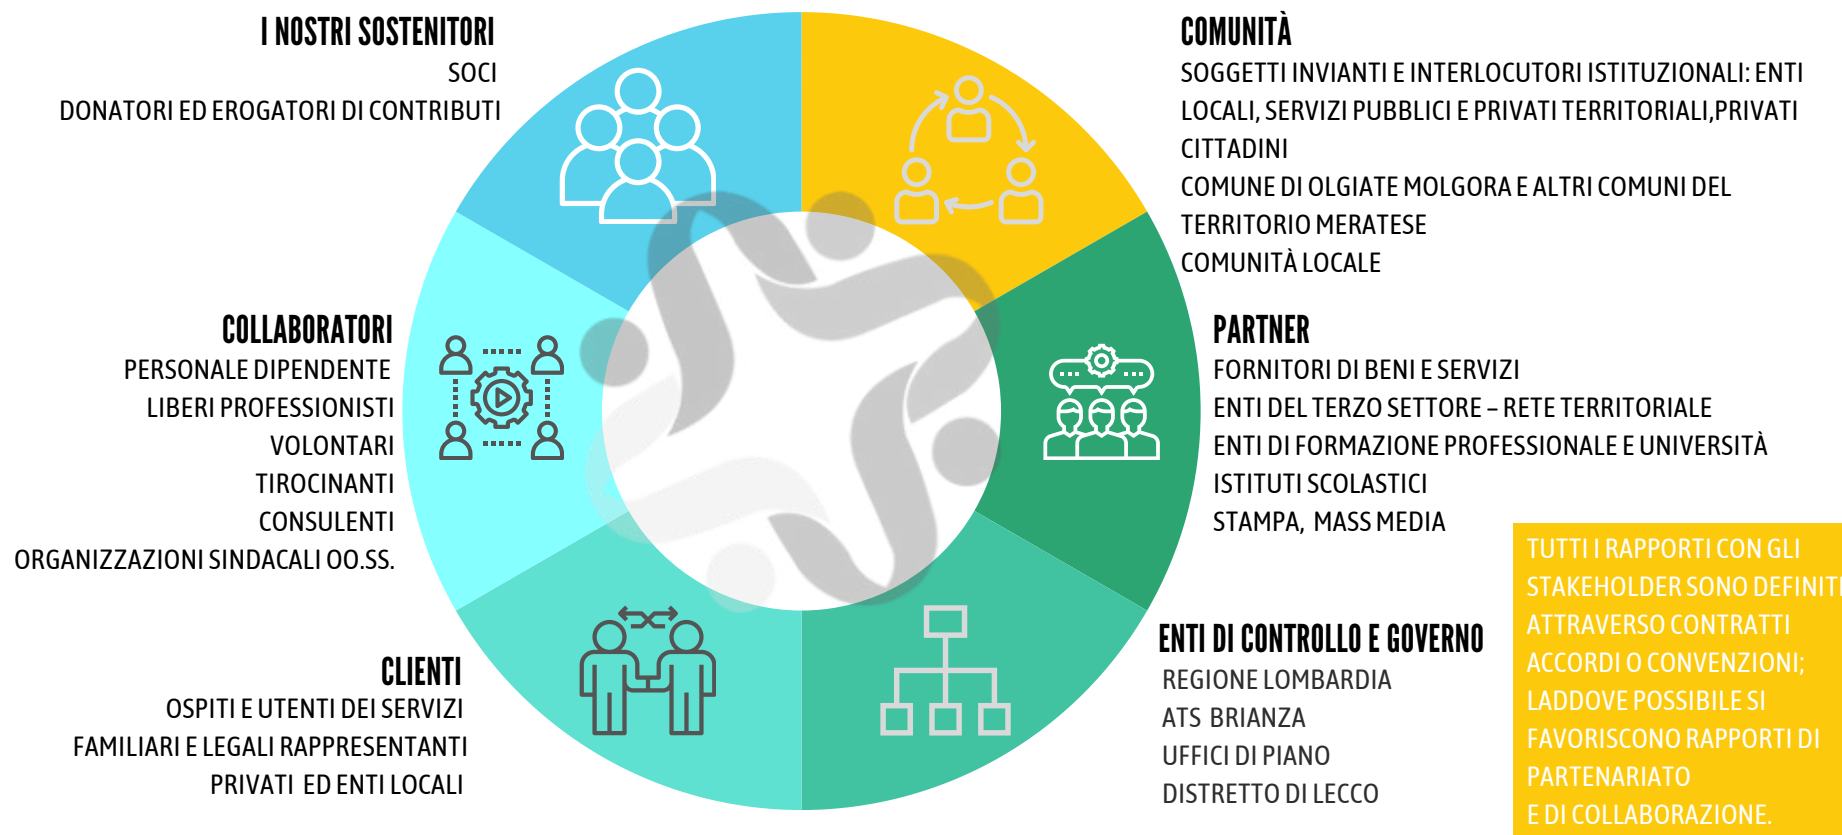 I NOSTRI SOSTENITORI
SOCI
DONATORI ED EROGATORI DI CONTRIBUTI
COMUNITÀ
SOGGETTI INVIANTI E INTERLOCUTORI ISTITUZIONALI: ENTI
LOCALI, SERVIZI PUBBLICI E PRIVATI TERRITORIALI,PRIVATI
CITTADINI
COMUNE DI OLGIATE MOLGORA E ALTRI COMUNI DEL
TERRITORIO MERATESE
COMUNITÀ LOCALE
COLLABORATORI
PERSONALE DIPENDENTE
LIBERI PROFESSIONISTI
VOLONTARI
TIROCINANTI
CONSULENTI
ORGANIZZAZIONI SINDACALI OO.SS.
PARTNER
FORNITORI DI BENI E SERVIZI
ENTI DEL TERZO SETTORE – RETE TERRITORIALE
ENTI DI FORMAZIONE PROFESSIONALE E UNIVERSITÀ
ISTITUTI SCOLASTICI
STAMPA, MASS MEDIA
CLIENTI
OSPITI E UTENTI DEI SERVIZI
FAMILIARI E LEGALI RAPPRESENTANTI
PRIVATI ED ENTI LOCALI
ENTI DI CONTROLLO E GOVERNO
REGIONE LOMBARDIA
ATS BRIANZA
UFFICI DI PIANO
DISTRETTO DI LECCO
TUTTI I RAPPORTI CON GLI
STAKEHOLDER SONO DEFINITI
ATTRAVERSO CONTRATTI
ACCORDI O CONVENZIONI;
LADDOVE POSSIBILE SI
FAVORISCONO RAPPORTI DI
PARTENARIATO
E DI COLLABORAZIONE.